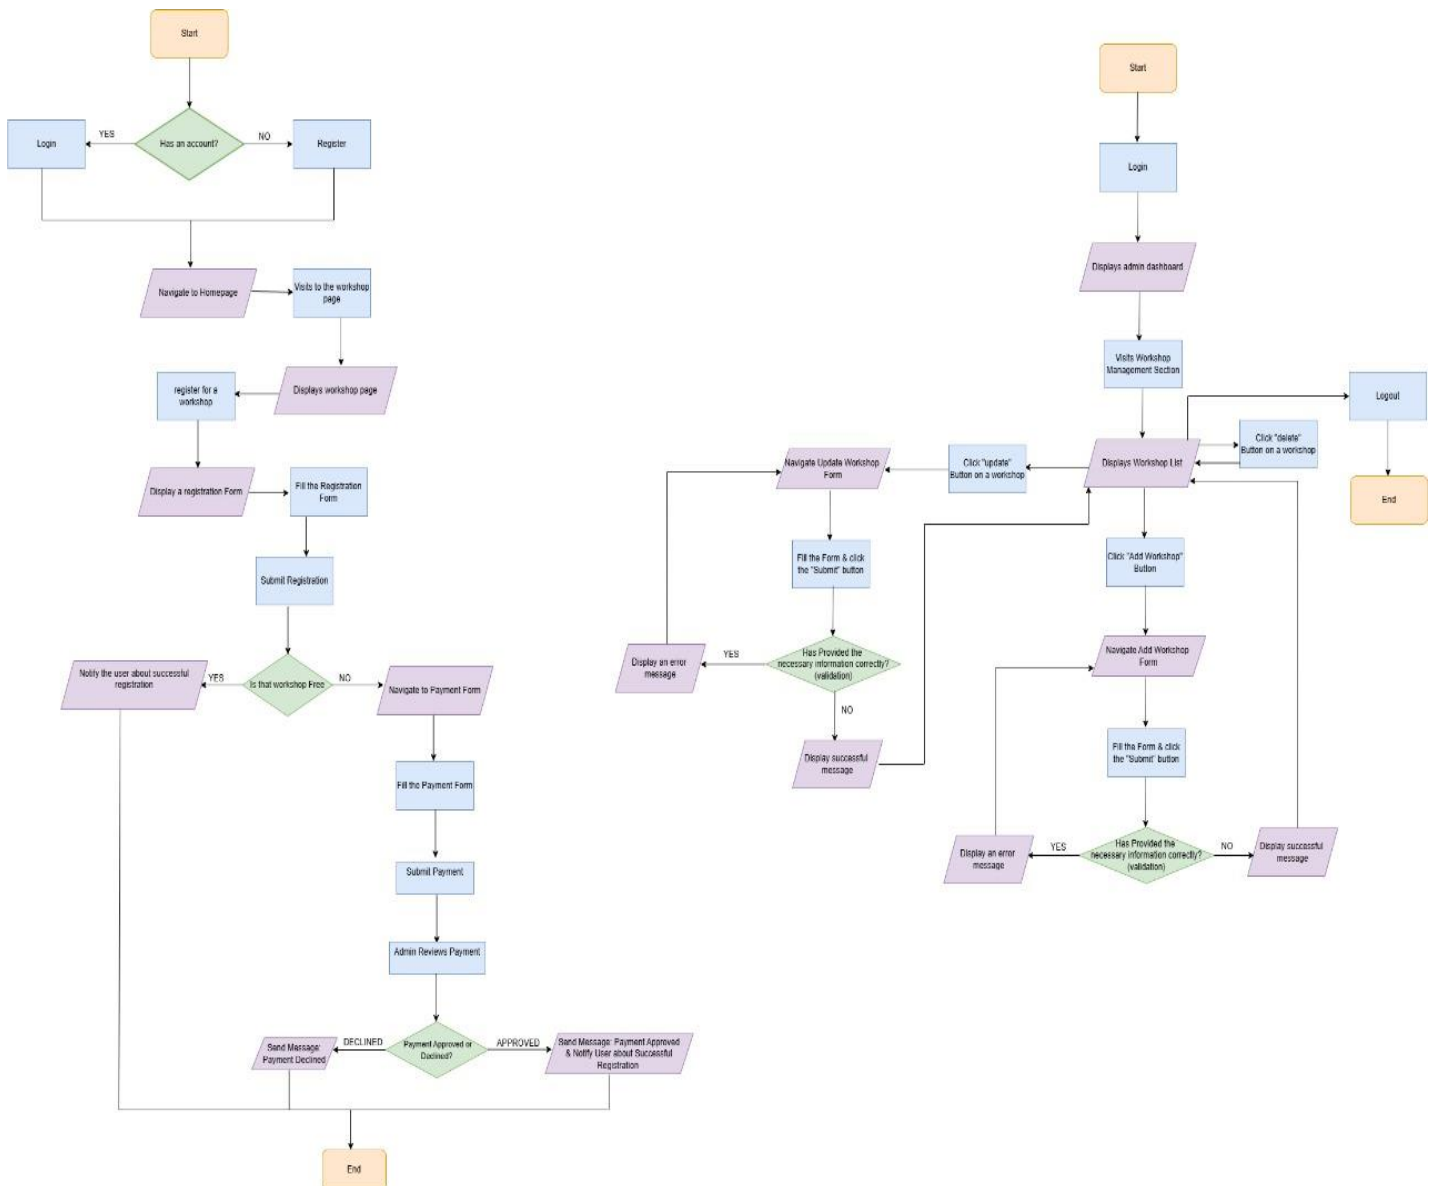 Start
Has an account?
YES
NO
Login
Register
Navigate to Homepage
Visits to the workshop
page
Displays workshop page
register for a
workshop
Display a registration Form
Fill the Registration
Form
Submit Registration
Is that workshop Free
YES
NO
Notify the user about successful
registration
Navigate to Payment Form
Fill the Payment Form
Submit Payment
Admin Reviews Payment
Payment Approved or
Declined?
DECLINED
APPROVED
Send Message:
Payment Declined
Send Message: Payment Approved
& Notify User about Successful
Registration
End
Start
Login
Displays admin dashboard
Visits Workshop
Management Section
Displays Workshop List
Logout
End
Click "delete"
Button on a workshop
Click "update"
Button on a workshop
Navigate Update Workshop
Form
Fill the Form & click
the "Submit" button
Has Provided the
necessary information correctly?
(validation)
YES
NO
Display an error
message
Display successful
message
Click "Add Workshop"
Button
Navigate Add Workshop
Form
Fill the Form & click
the "Submit" button
Has Provided the
necessary information correctly?
(validation)
YES
NO
Display an error
message
Display successful
message